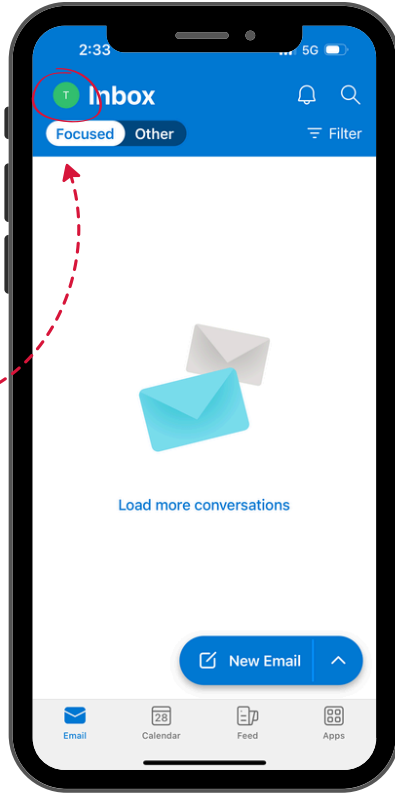 2:33 5G
T Inbox
Focused Other Filter
Load more conversations
New Email
28
Email Calendar Feed Apps